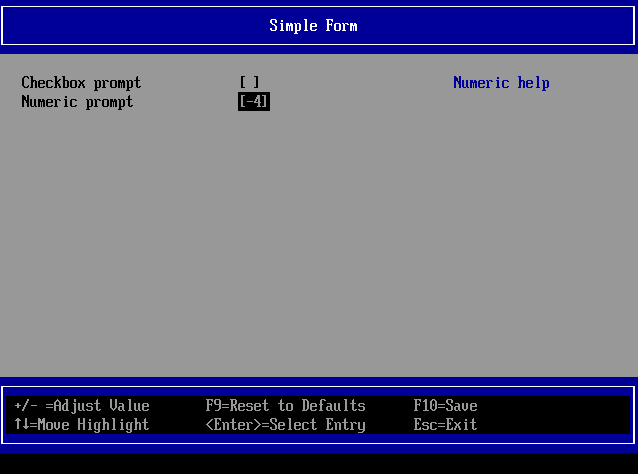 Simple Form
Checkbox prompt [ ] Numeric help
Numeric prompt [-4]
+/- =Adjust Value F9=Reset to Defaults F10=Save
↑↓=Move Highlight <Enter>=Select Entry Esc=Exit